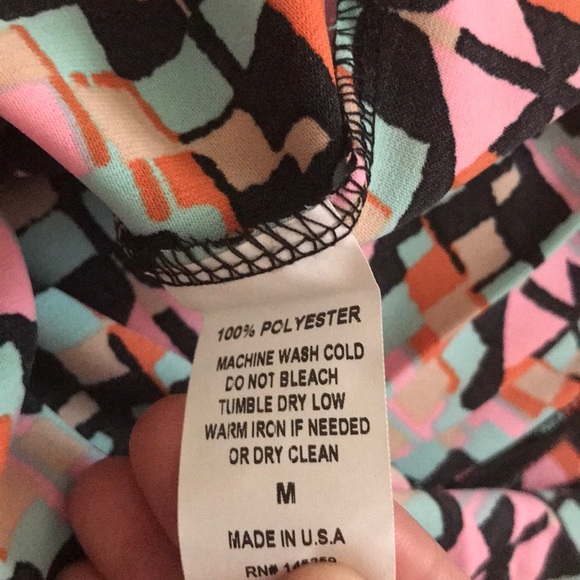 100% POLYESTER
MACHINE WASH COLD
DO NOT BLEACH
TUMBLE DRY LOW
WARM IRON IF NEEDED
OR DRY CLEAN
M
MADE IN U.S.A
RN#